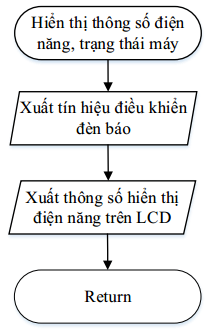 Hiển thị thông số điện
năng, trạng thái máy
Xuất tín hiệu điều khiển
đèn báo
Xuất thông số hiển thị
điện năng trên LCD
Return